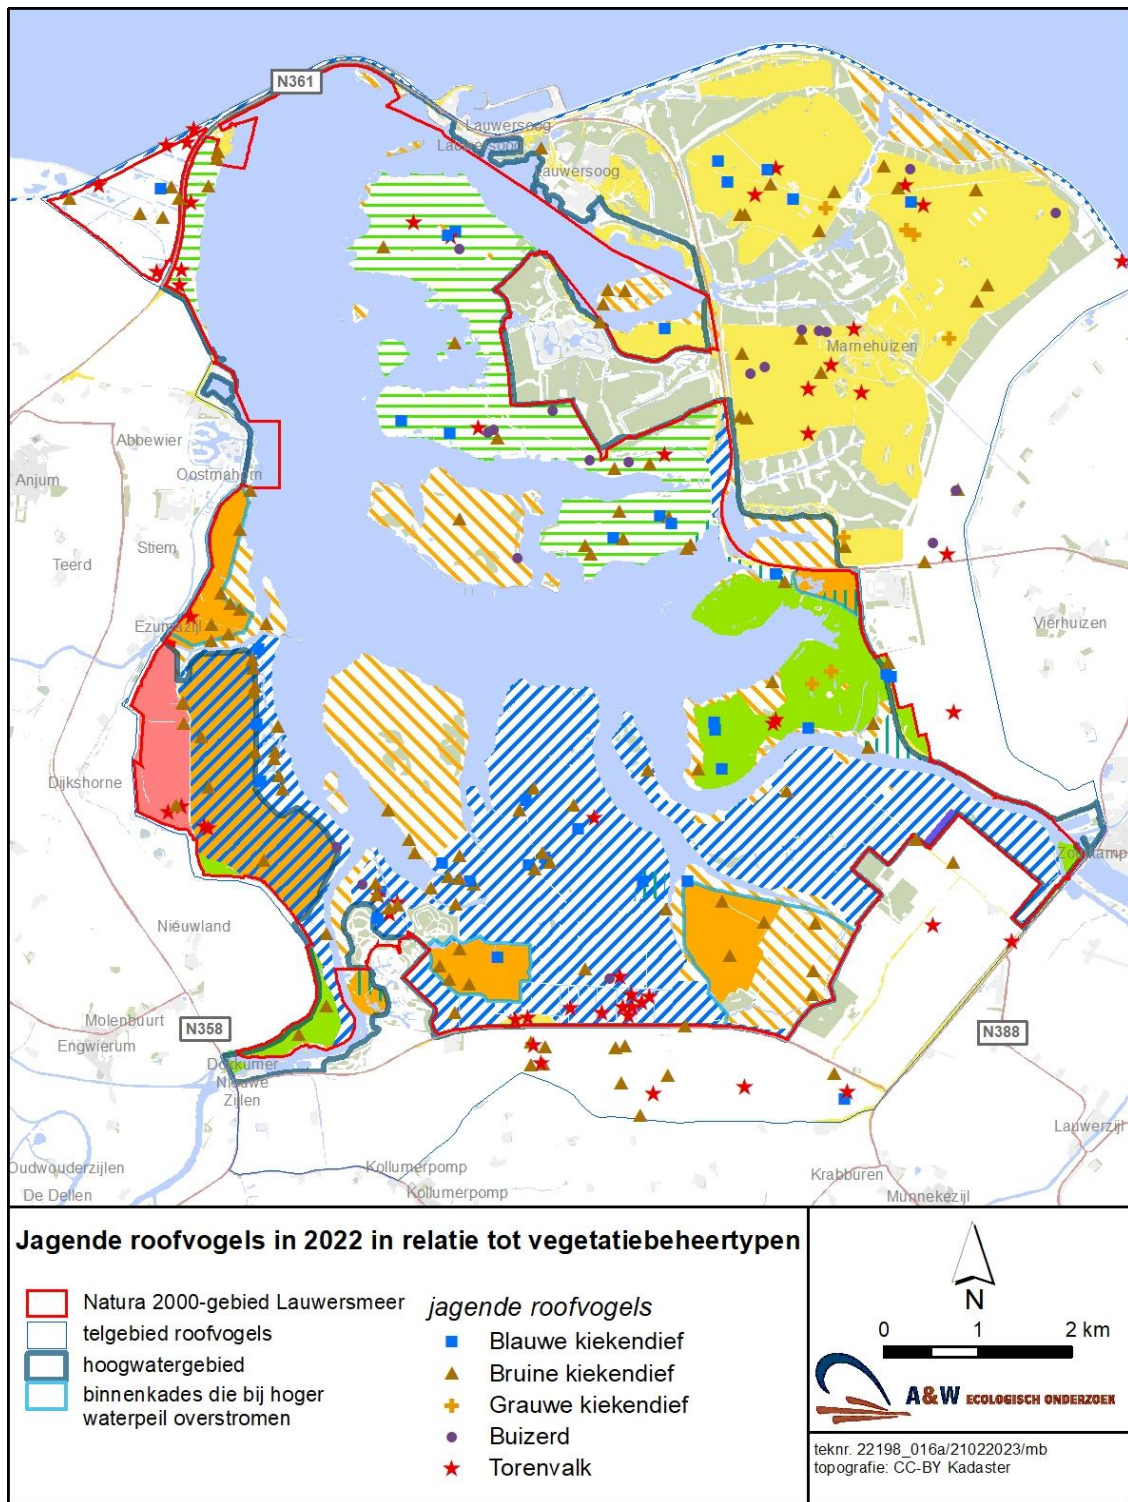 N361
Lauwersoog
Lauwersoog
Lauwersoog
Marnehuizen
Abbewier
Anjum
Oostmahorn
Striem
Teerd
Ezumazijl
Vierhuizen
Dijkshorne
Zoutkamp
Nieuwland
Molenbuurt
N358
N388
Engwierum
Dokkumer
Nieuwe
Zijlen
Lauwerzijl
Oudwouderzijlen
Kollumerpomp
Krabburen
De Dellen
Kollumerpomp
Munnekezijl
Jagende roofvogels in 2022 in relatie tot vegetatiebeheertypen
Natura 2000-gebied Lauwersmeer
telgebied roofvogels
hoogwatergebied
binnenkades die bij hoger
waterpeil overstromen
jagende roofvogels
Blauwe kiekendief
Bruine kiekendief
Grauwe kiekendief
Buizerd
Torenvalk
N
0 1 2 km
A&W ECOLOGISCH ONDERZOEK
teknr. 22198_016a/21022023/mb
topografie: CC-BY Kadaster